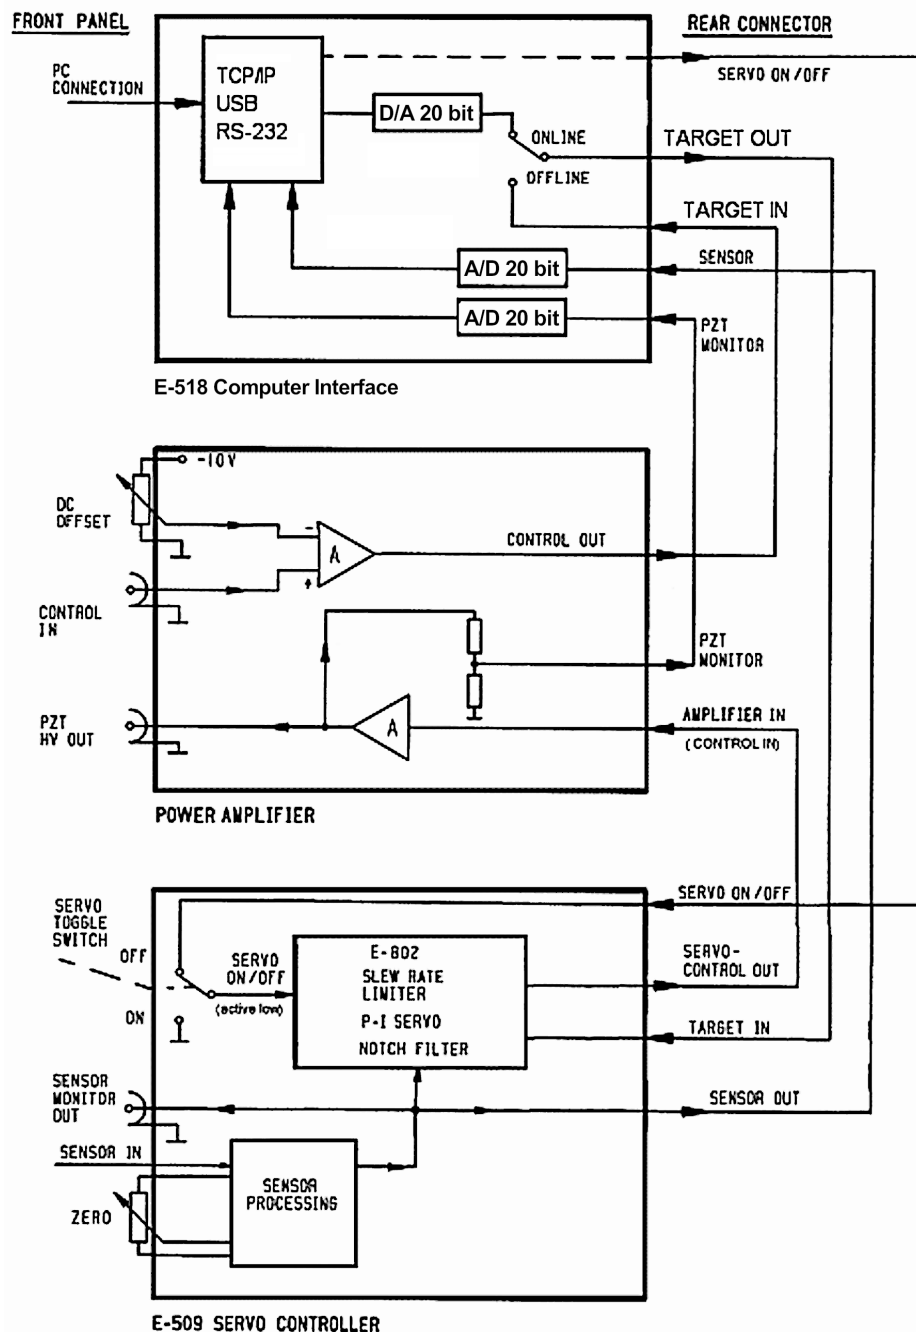 FRONT PANEL
REAR CONNECTOR
PC
CONNECTION
TCP/IP
USB
RS-232
D/A 20 bit
ONLINE
OFFLINE
SERVO ON/OFF
TARGET OUT
TARGET IN
A/D 20 bit
SENSOR
A/D 20 bit
PZT
MONITOR
E-518 Computer Interface
-10V
DC
OFFSET
-
A
+
CONTROL OUT
CONTROL
IN
PZT
MONITOR
PZT
HV OUT
A
AMPLIFIER IN
(CONTROL IN)
POWER AMPLIFIER
SERVO
TOGGLE
SWITCH
OFF
ON
SERVO
ON/OFF
(active low)
E-802
SLEW RATE
LIMITER
P-I SERVO
NOTCH FILTER
SERVO ON/OFF
SERVO-
CONTROL OUT
TARGET IN
SENSOR
MONITOR
OUT
SENSOR OUT
SENSOR IN
SENSOR
PROCESSING
ZERO
E-509 SERVO CONTROLLER